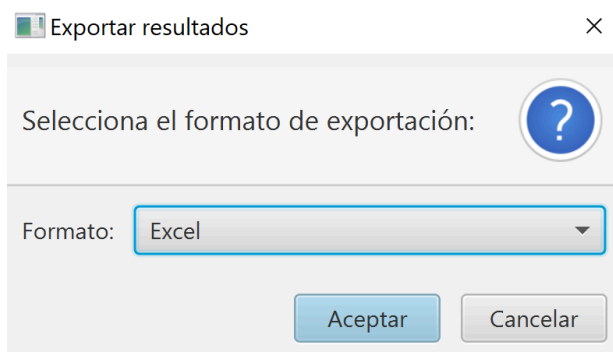 Exportar resultados
Selecciona el formato de exportación:
?
Formato: Excel
Aceptar Cancelar